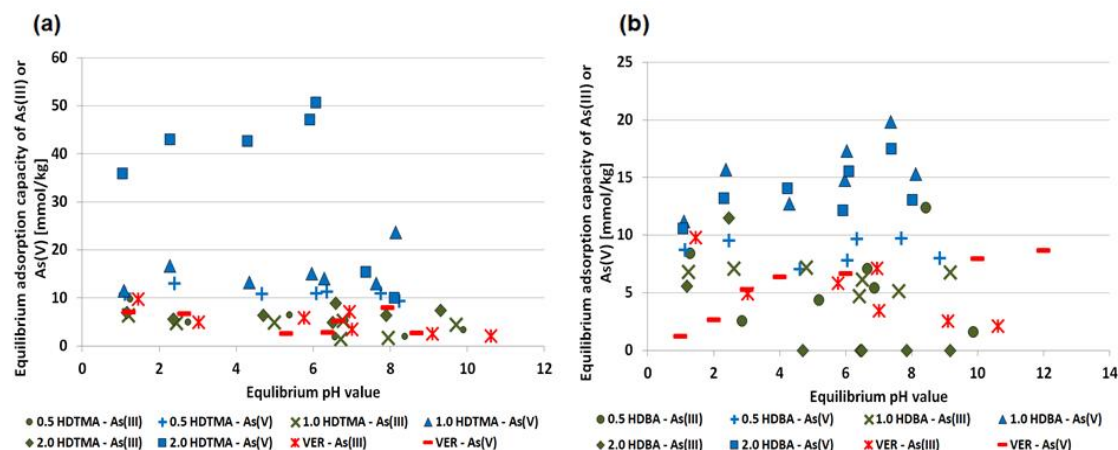 (a)
Equilibrium adsorption capacity of As(III) or
As(V) [mmol/kg]
60
50
40
30
20
10
0
0 2 4 6 8 10 12
Equlibrium pH value
0.5 HDTMA - As(III) 0.5 HDTMA - As(V) 1.0 HDTMA - As(III) 1.0 HDTMA - As(V)
2.0 HDTMA - As(III) 2.0 HDTMA - As(V) VER - As(III) VER - As(V)
(b)
Equilibrium adsorption capacity of As(III) or
As(V) [mmol/kg]
25
20
15
10
5
0
0 2 4 6 8 10 12 14
Equlibrium pH value
0.5 HDBA - As(III) 0.5 HDBA - As(V) 1.0 HDBA - As(III) 1.0 HDBA - As(V)
2.0 HDBA - As(III) 2.0 HDBA - As(V) VER - As(III) VER - As(V)